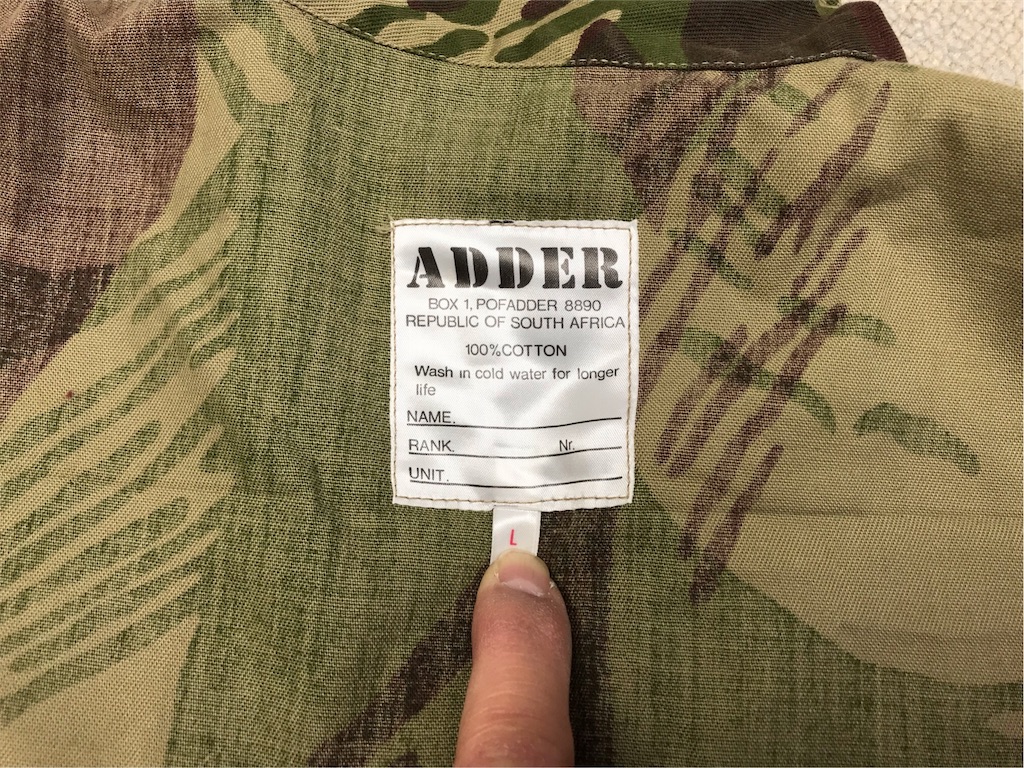 ADDER
BOX 1, POFADDER 8890
REPUBLIC OF SOUTH AFRICA
100%COTTON
Wash in cold water for longer
life
NAME.
RANK. Nr.
UNIT.
L